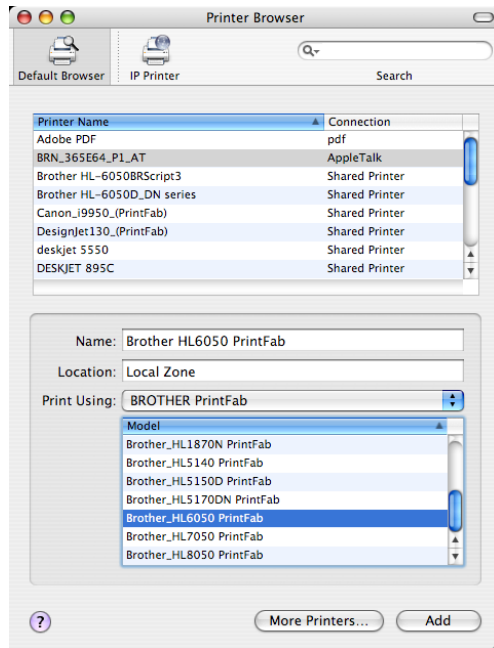 Printer Browser
Default Browser
IP Printer
Search
Printer Name Connection
Adobe PDF pdf
BRN_365E64_P1_AT AppleTalk
Brother HL-6050BRScript3 Shared Printer
Brother HL-6050D_DN series Shared Printer
Canon_i9950_(PrintFab) Shared Printer
DesignJet130_(PrintFab) Shared Printer
deskjet 5550 Shared Printer
DESKJET 895C Shared Printer
Name: Brother HL6050 PrintFab
Location: Local Zone
Print Using: BROTHER PrintFab
Model
Brother_HL1870N PrintFab
Brother_HL5140 PrintFab
Brother_HL5150D PrintFab
Brother_HL5170DN PrintFab
Brother_HL6050 PrintFab
Brother_HL7050 PrintFab
Brother_HL8050 PrintFab
?
More Printers...
Add